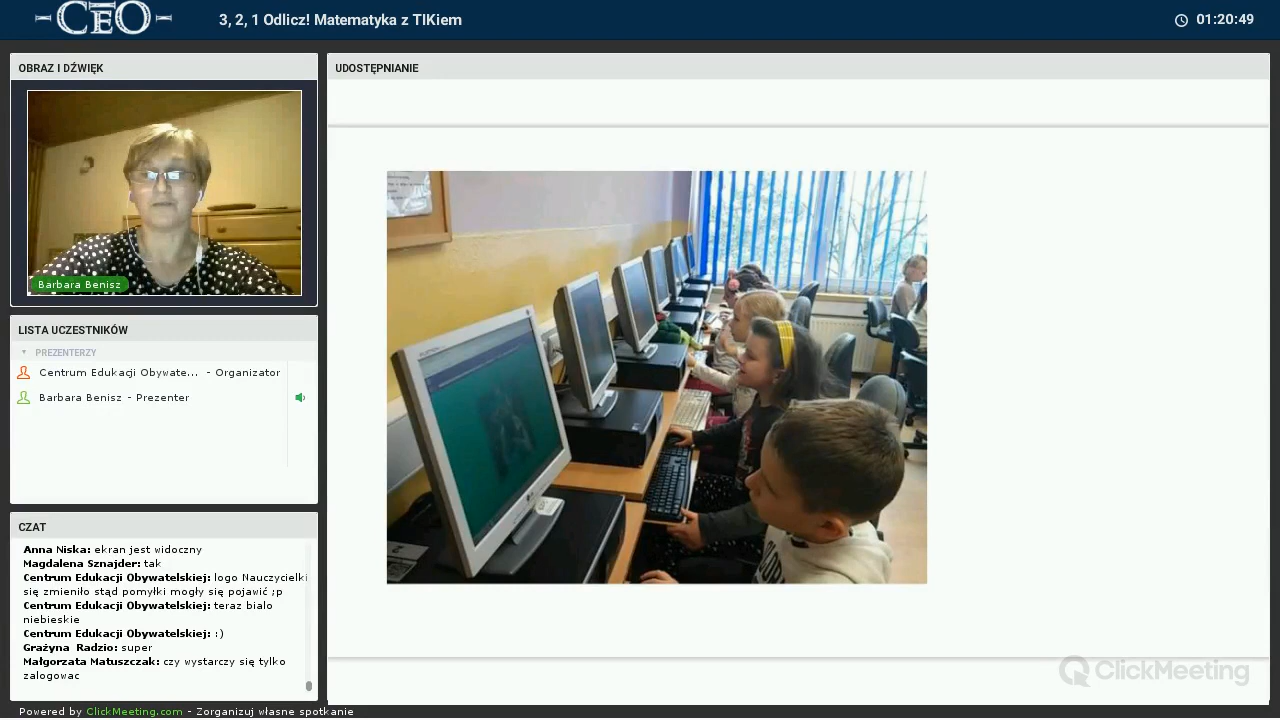 CEO
3, 2, 1 Odlicz! Matematyka z TIKiem
01:20:49
OBRAZ I DŹWIĘK
Barbara Benisz
LISTA UCZESTNIKÓW
PREZENTERZY
Centrum Edukacji Obywate... - Organizator
Barbara Benisz - Prezenter
CZAT
Anna Niska: ekran jest widoczny
Magdalena Sznajder: tak
Centrum Edukacji Obywatelskiej: logo Nauczycielki
się zmieniło stąd pomyłki mogły się pojawić ;p
Centrum Edukacji Obywatelskiej: teraz bialo
niebieskie
Centrum Edukacji Obywatelskiej: :)
Grażyna Radzio: super
Małgorzata Matuszczak: czy wystarczy się tylko
zalogowac
UDOSTĘPNIANIE
ClickMeeting
Powered by ClickMeeting.com - Zorganizuj własne spotkanie